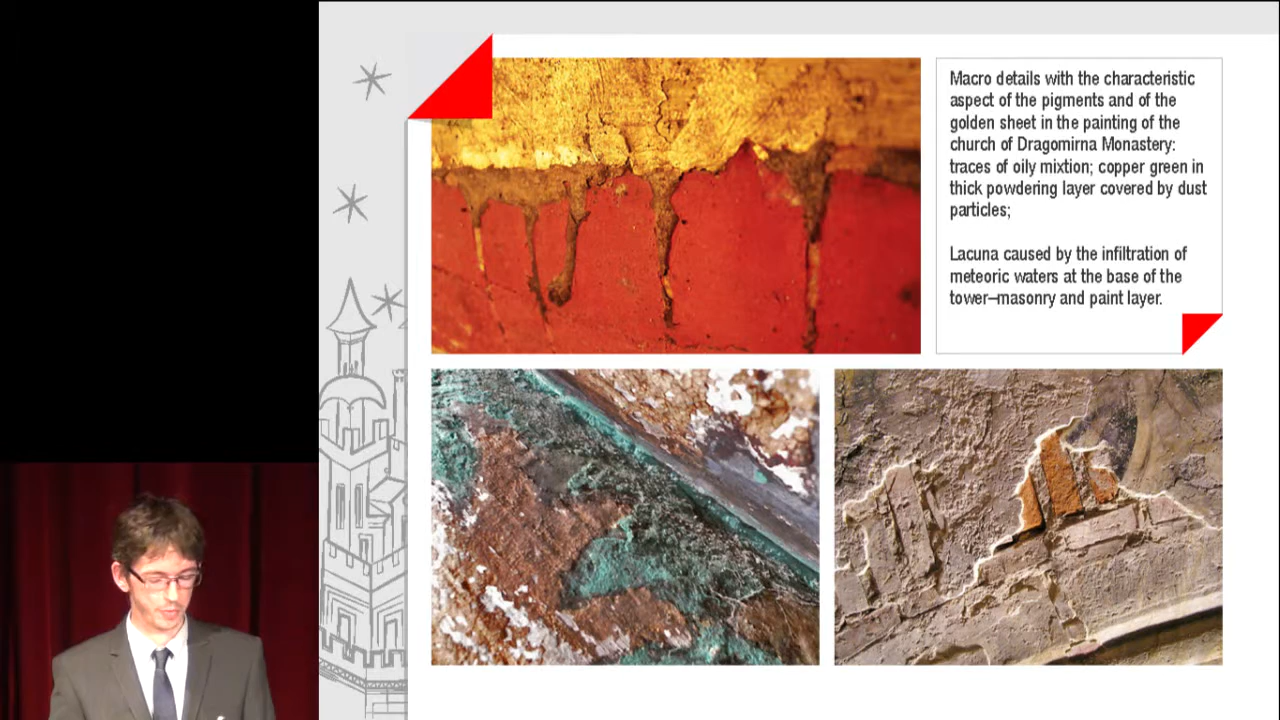 Macro details with the characteristic
aspect of the pigments and of the
golden sheet in the painting of the
church of Dragomirna Monastery:
traces of oily mixtion; copper green in
thick powdering layer covered by dust
particles;
Lacuna caused by the infiltration of
meteoric waters at the base of the
tower–masonry and paint layer.